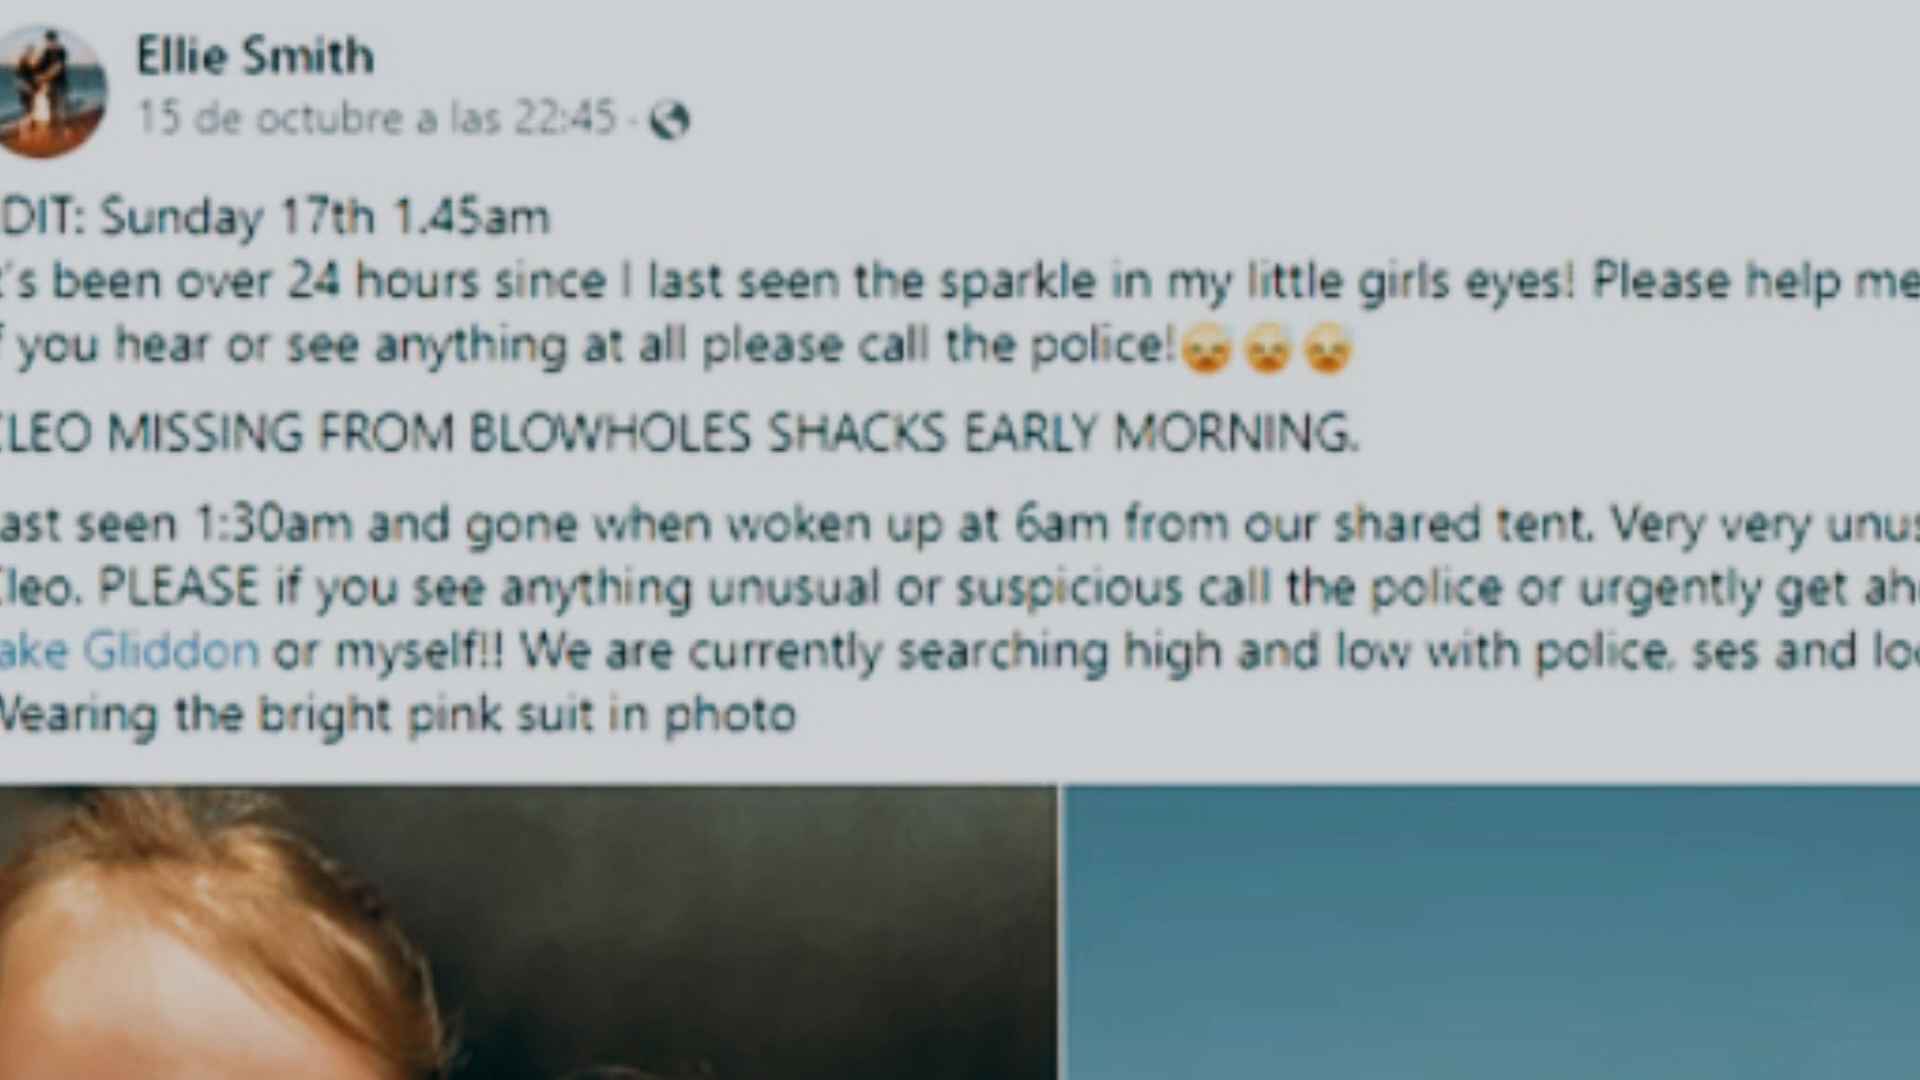 Ellie Smith
15 de octubre a las 22:45 ·
DIT: Sunday 17th 1.45am
's been over 24 hours since I last seen the sparkle in my little girls eyes! Please help me
f you hear or see anything at all please call the police!😪😪😪
LEO MISSING FROM BLOWHOLES SHACKS EARLY MORNING.
ast seen 1:30am and gone when woken up at 6am from our shared tent. Very very unus
leo. PLEASE if you see anything unusual or suspicious call the police or urgently get aho
ake Gliddon or myself!! We are currently searching high and low with police, ses and loc
Wearing the bright pink suit in photo